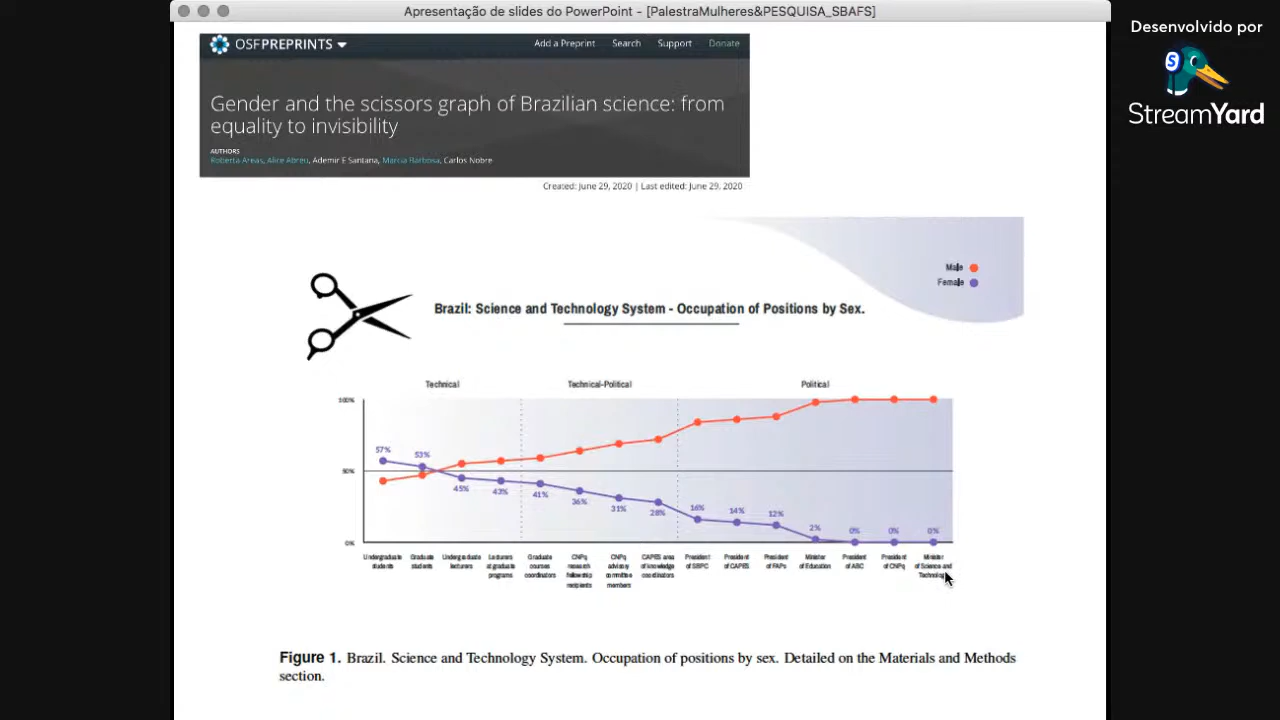 Apresentação de slides do PowerPoint - [PalestraMulheres&PESQUISA_SBAFS]
Desenvolvido por
StreamYard
OSFPREPRINTS
Add a Preprint Search Support Donate
Gender and the scissors graph of Brazilian science: from
equality to invisibility
AUTHORS
Roberta Areas, Alice Abreu, Ademir E Santana, Marcia Barbosa, Carlos Nobre
Created: June 29, 2020 | Last edited: June 29, 2020
Male
Female
Brazil: Science and Technology System - Occupation of Positions by Sex.
Technical Technical-Political Political
100%
50%
0%
57% 53% 45% 43% 41% 36% 31% 28% 16% 14% 12% 2% 0% 0% 0%
Undergraduate
students
Graduate
students
Undergraduate
lecturers
Lecturers
at graduate
programs
Graduate
courses
coordinators
CNPq
research
fellowship
recipients
CNPq
advisory
committee
members
CAPES area
of knowledge
coordinators
President
of SBPC
President
of CAPES
President
of FAPs
Minister
of Education
President
of ABC
President
of CNPq
Minister
of Science and
Technology
Figure 1. Brazil. Science and Technology System. Occupation of positions by sex. Detailed on the Materials and Methods
section.